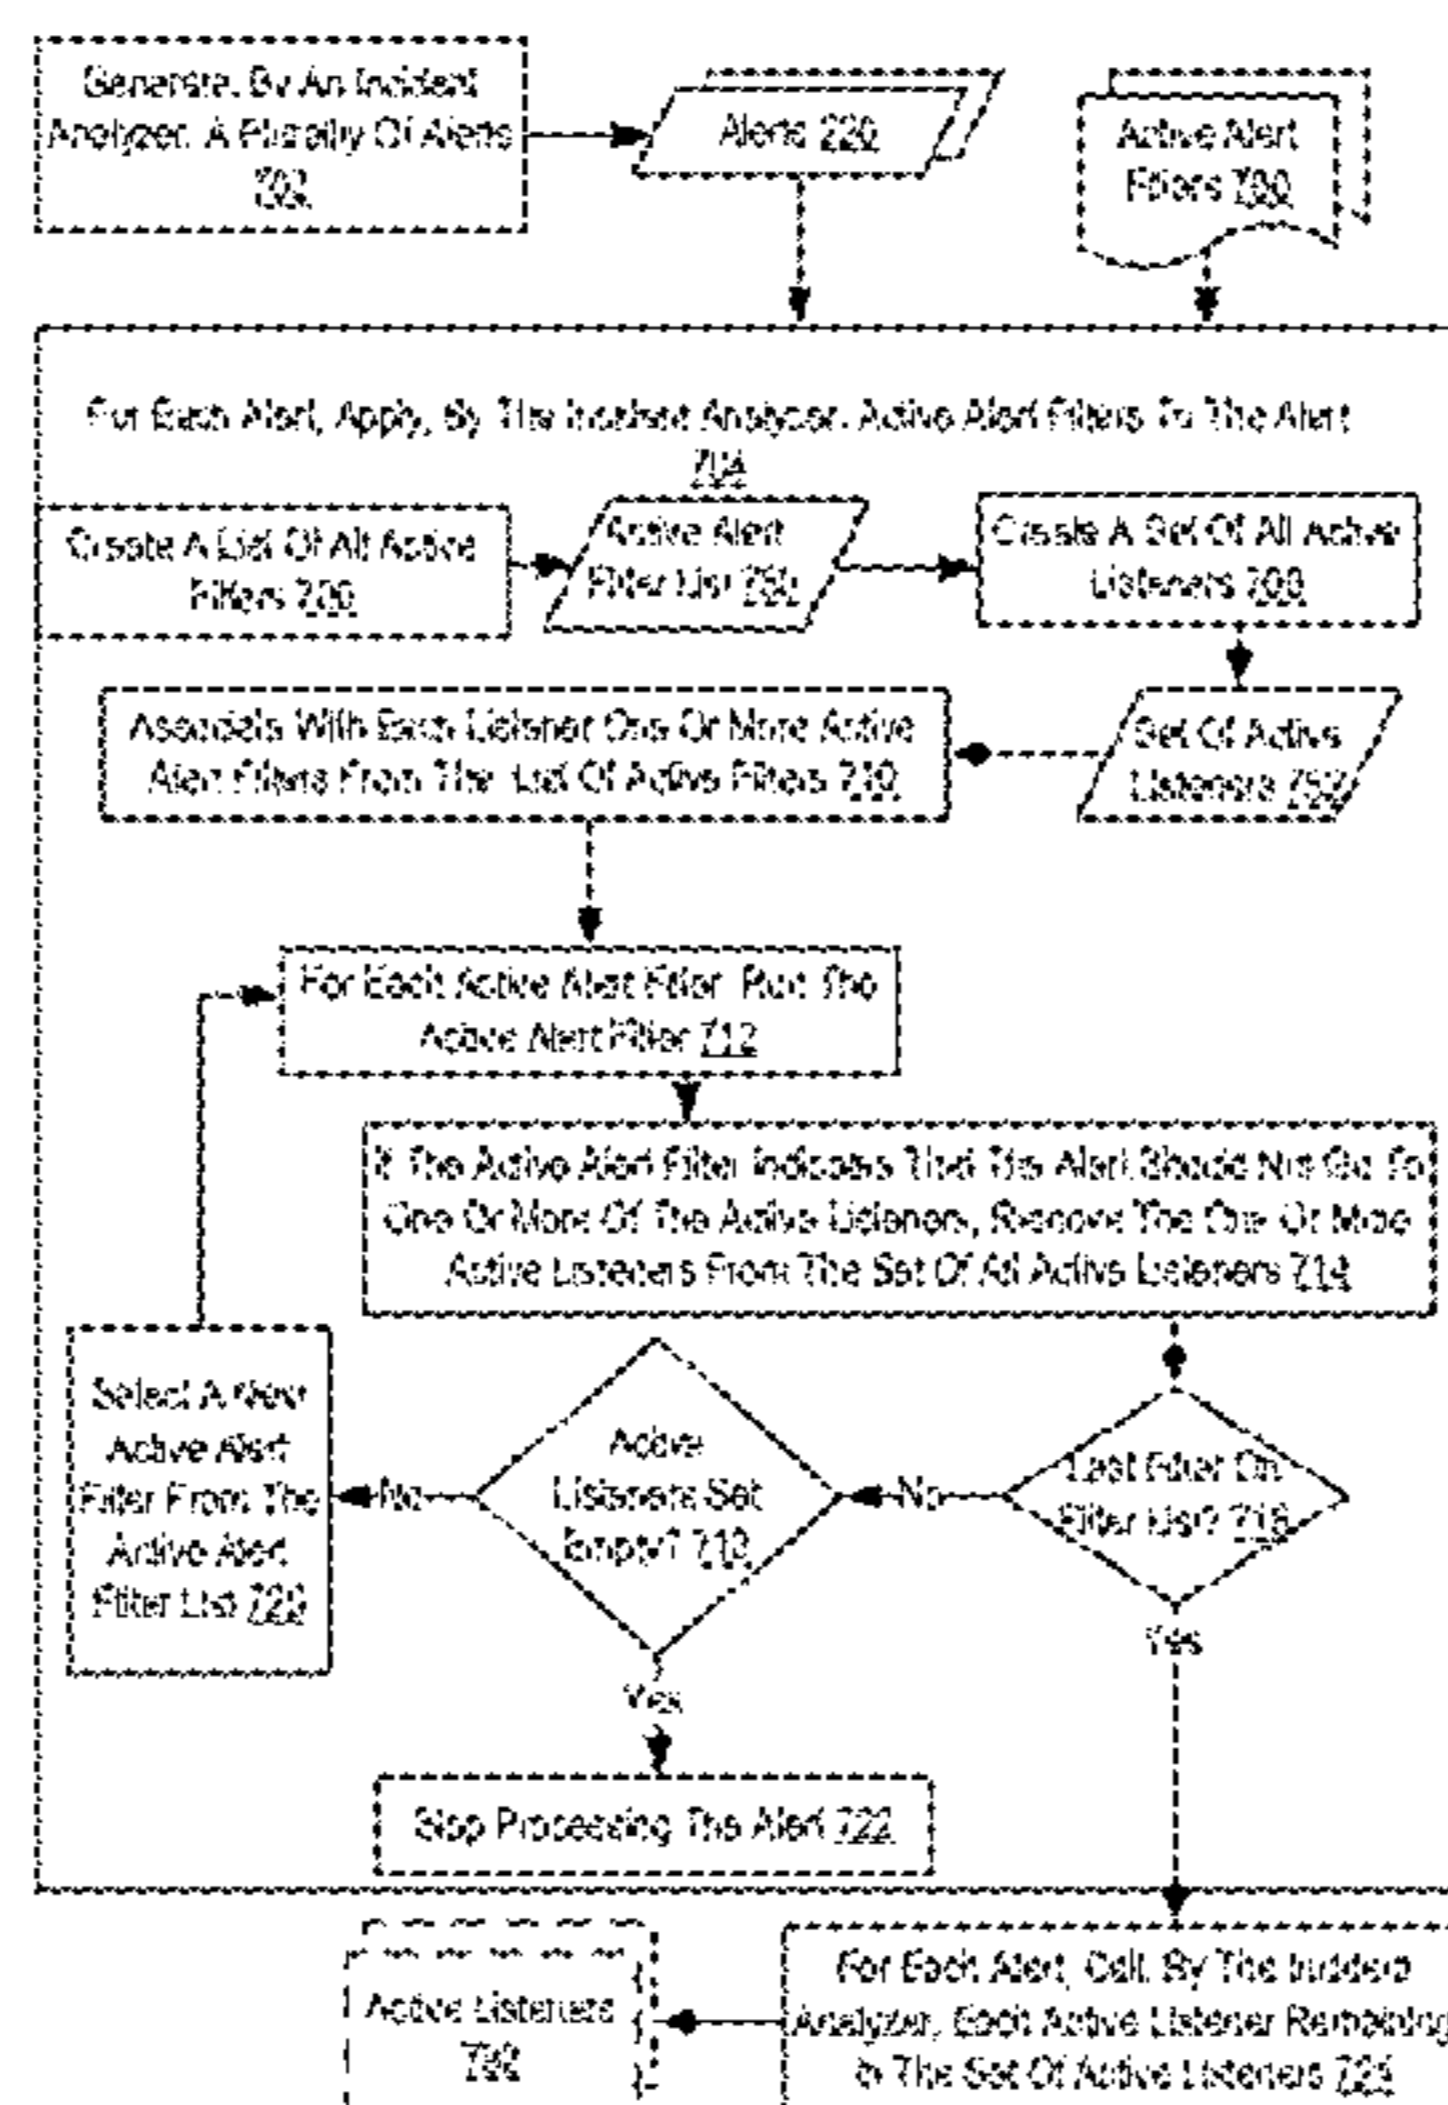 Generate, By An Incident
Analyzer, A Plurality Of Alerts
702
Alerts 220
Active Alert
Filters
For Each Alert, Apply, By The Incident Analyzer, Active Alert Filters To The Alert
704
Create A List Of All Active
Filters
Active Alert
Filter List
Create A Set Of All Active
Listeners
Set Of Active
Listeners 752
Associate With Each Listener One Or More Active
Alert Filters From The List Of Active Filters 710
For Each Active Alert Filter, Run The
Active Alert Filter 712
If The Active Alert Filter Indicates That The Alert Should Not Go To
One Or More Of The Active Listeners, Remove The One Or More
Active Listeners From The Set Of All Active Listeners 714
Select A New
Active Alert
Filter From The
Active Alert
Filter List
No
Active
Listeners Set
Empty?
No
Last Filter On
Filter List? 716
Yes
Yes
Stop Processing The Alert 722
For Each Alert, Call, By The Incident
Analyzer, Each Active Listener Remaining
In The Set Of Active Listeners
Active Listeners